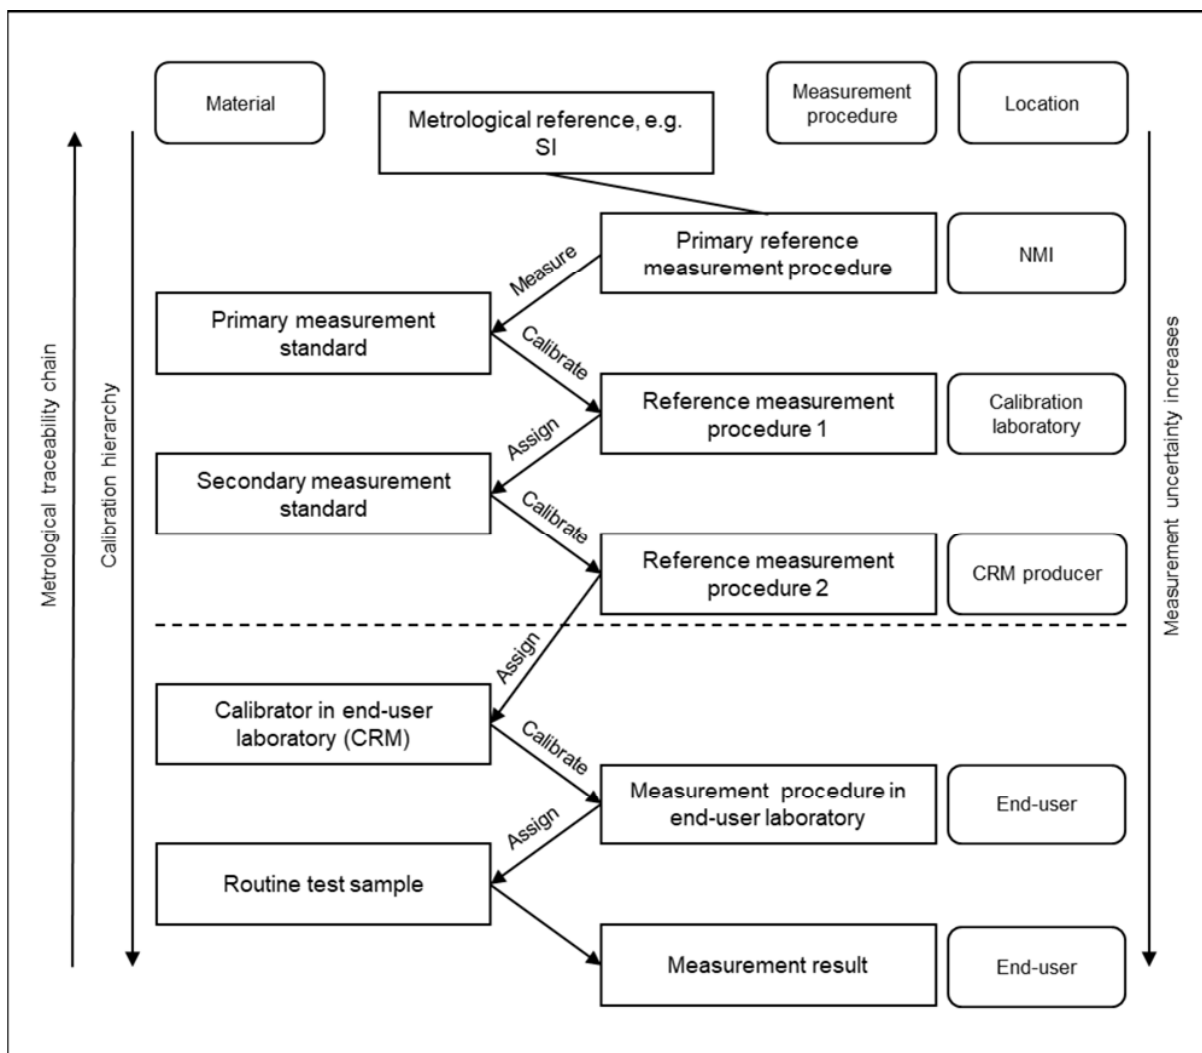 Material
Metrological reference, e.g.
SI
Measurement
procedure
Location
Primary reference
measurement procedure
NMI
Measure
Primary measurement
standard
Calibrate
Reference measurement
procedure 1
Calibration
laboratory
Assign
Secondary measurement
standard
Calibrate
Reference measurement
procedure 2
CRM producer
Assign
Calibrator in end-user
laboratory (CRM)
Calibrate
Measurement procedure in
end-user laboratory
End-user
Assign
Routine test sample
Measurement result
End-user
Metrological traceability chain
Calibration hierarchy
Measurement uncertainty increases